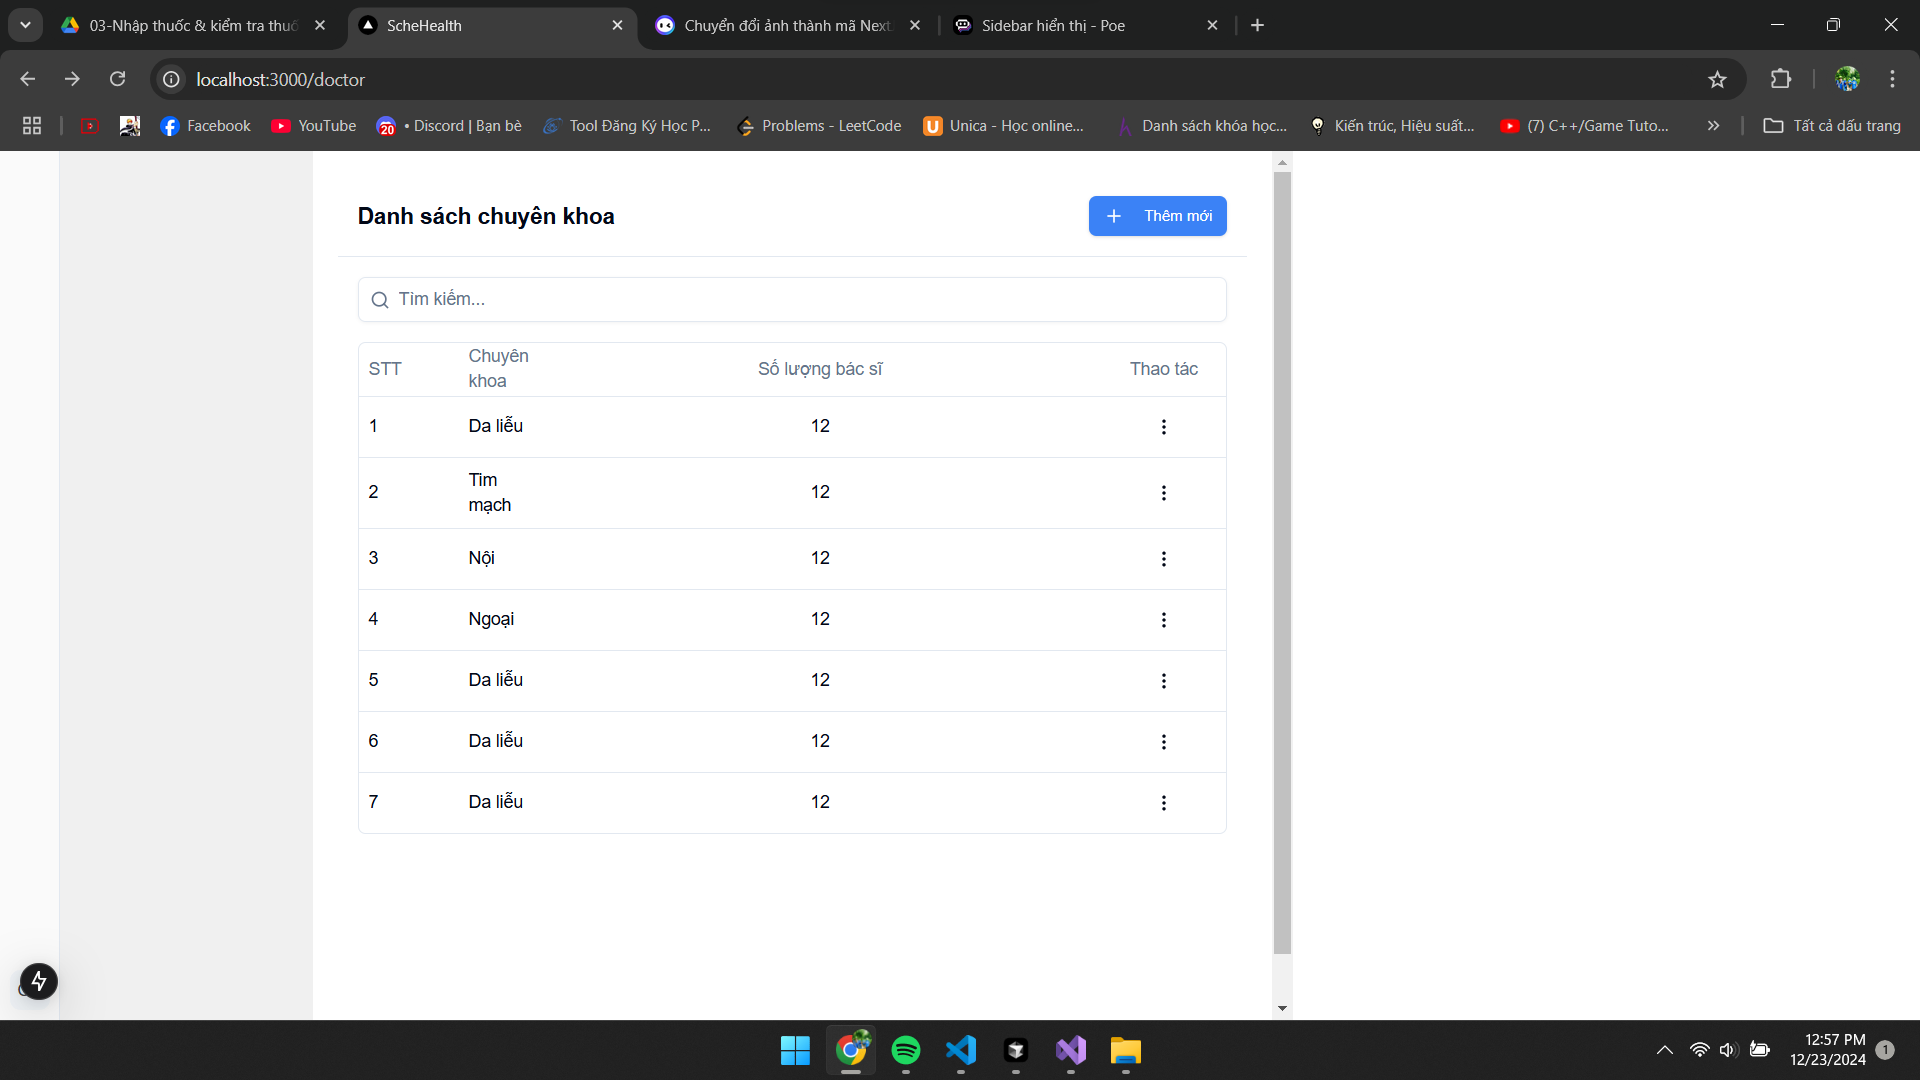 03-Nhập thuốc & kiểm tra thuố
ScheHealth
Chuyển đổi ảnh thành mã Next.
Sidebar hiển thị - Poe
localhost:3000/doctor
Facebook
YouTube
20
• Discord | Bạn bè
Tool Đăng Ký Học P...
Problems - LeetCode
Unica - Học online...
Danh sách khóa học...
Kiến trúc, Hiệu suất...
(7) C++/Game Tuto...
Tất cả dấu trang
Danh sách chuyên khoa
Thêm mới
Tìm kiếm...
STT
Chuyên
khoa
Số lượng bác sĩ
Thao tác
1 Da liễu 12
2 Tim
mạch 12
3 Nội 12
4 Ngoại 12
5 Da liễu 12
6 Da liễu 12
7 Da liễu 12
12:57 PM
12/23/2024
1